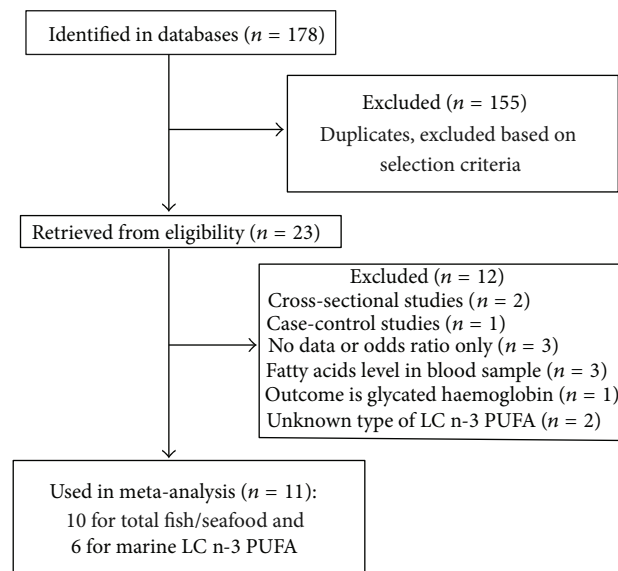 Identified in databases (n = 178)
Excluded (n = 155)
Duplicates, excluded based on
selection criteria
Retrieved from eligibility (n = 23)
Excluded (n = 12)
Cross-sectional studies (n = 2)
Case-control studies (n = 1)
No data or odds ratio only (n = 3)
Fatty acids level in blood sample (n = 3)
Outcome is glycated haemoglobin (n = 1)
Unknown type of LC n-3 PUFA (n = 2)
Used in meta-analysis (n = 11):
10 for total fish/seafood and
6 for marine LC n-3 PUFA